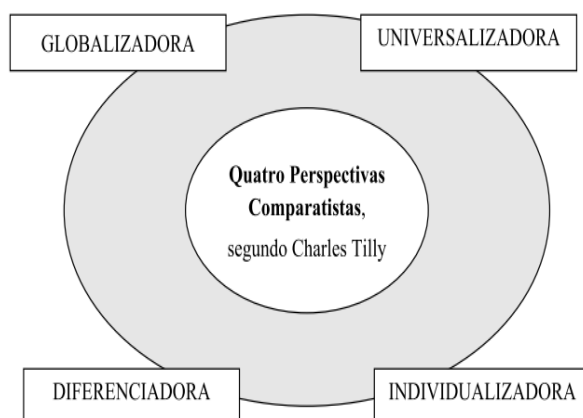 GLOBALIZADORA
UNIVERSALIZADORA
Quatro Perspectivas
Comparatistas,
segundo Charles Tilly
DIFERENCIADORA
INDIVIDUALIZADORA